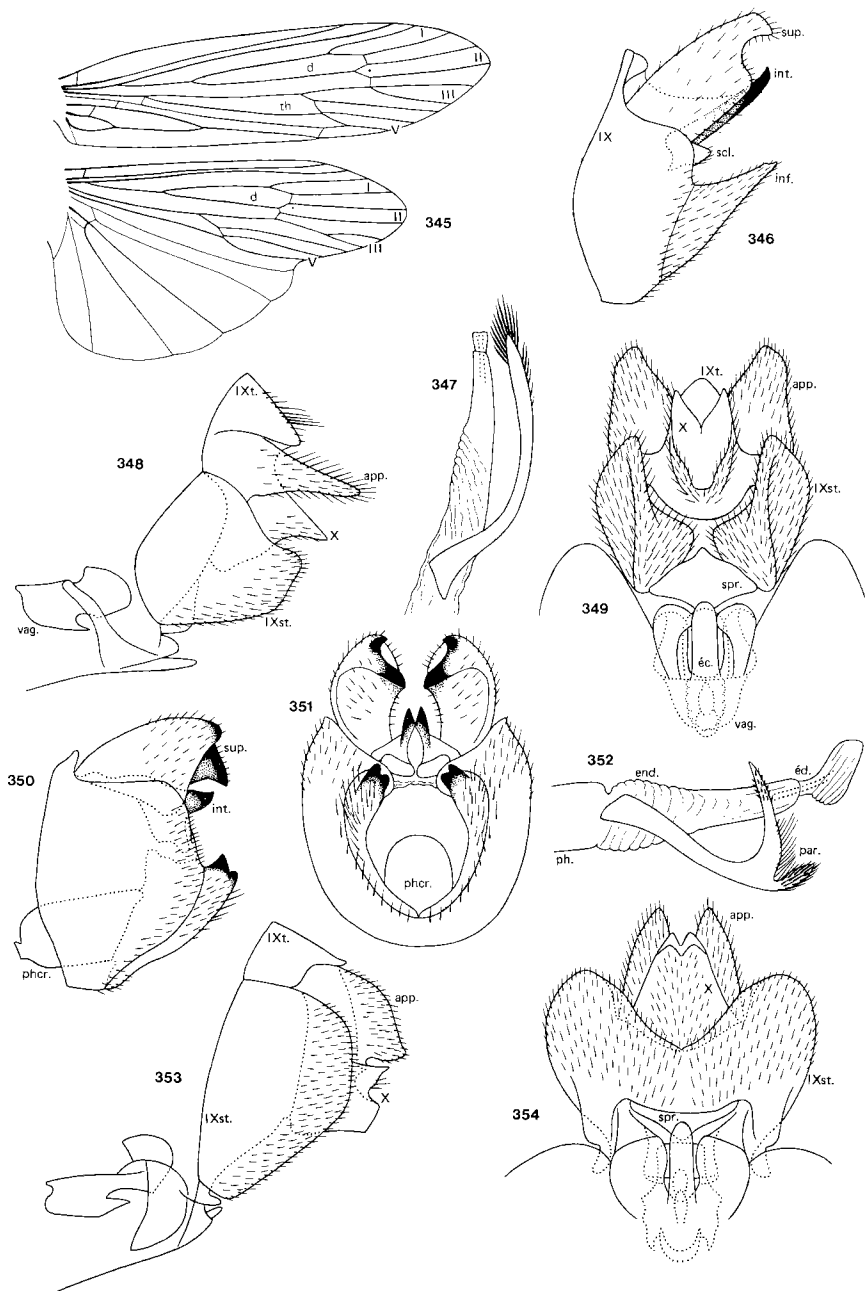 I
II
d
III
th
V
I
d
II
III
V
345
sup.
int.
IX
scl.
inf.
346
347
IXt.
app.
X
IXst.
vag.
348
IXt.
app.
X
IXst.
spr.
éc.
vag.
349
350
sup.
int.
phcr.
351
phcr.
352
end.
éd.
ph.
par.
IXt.
app.
353
X
IXst.
app.
X
IXst.
354
spr.